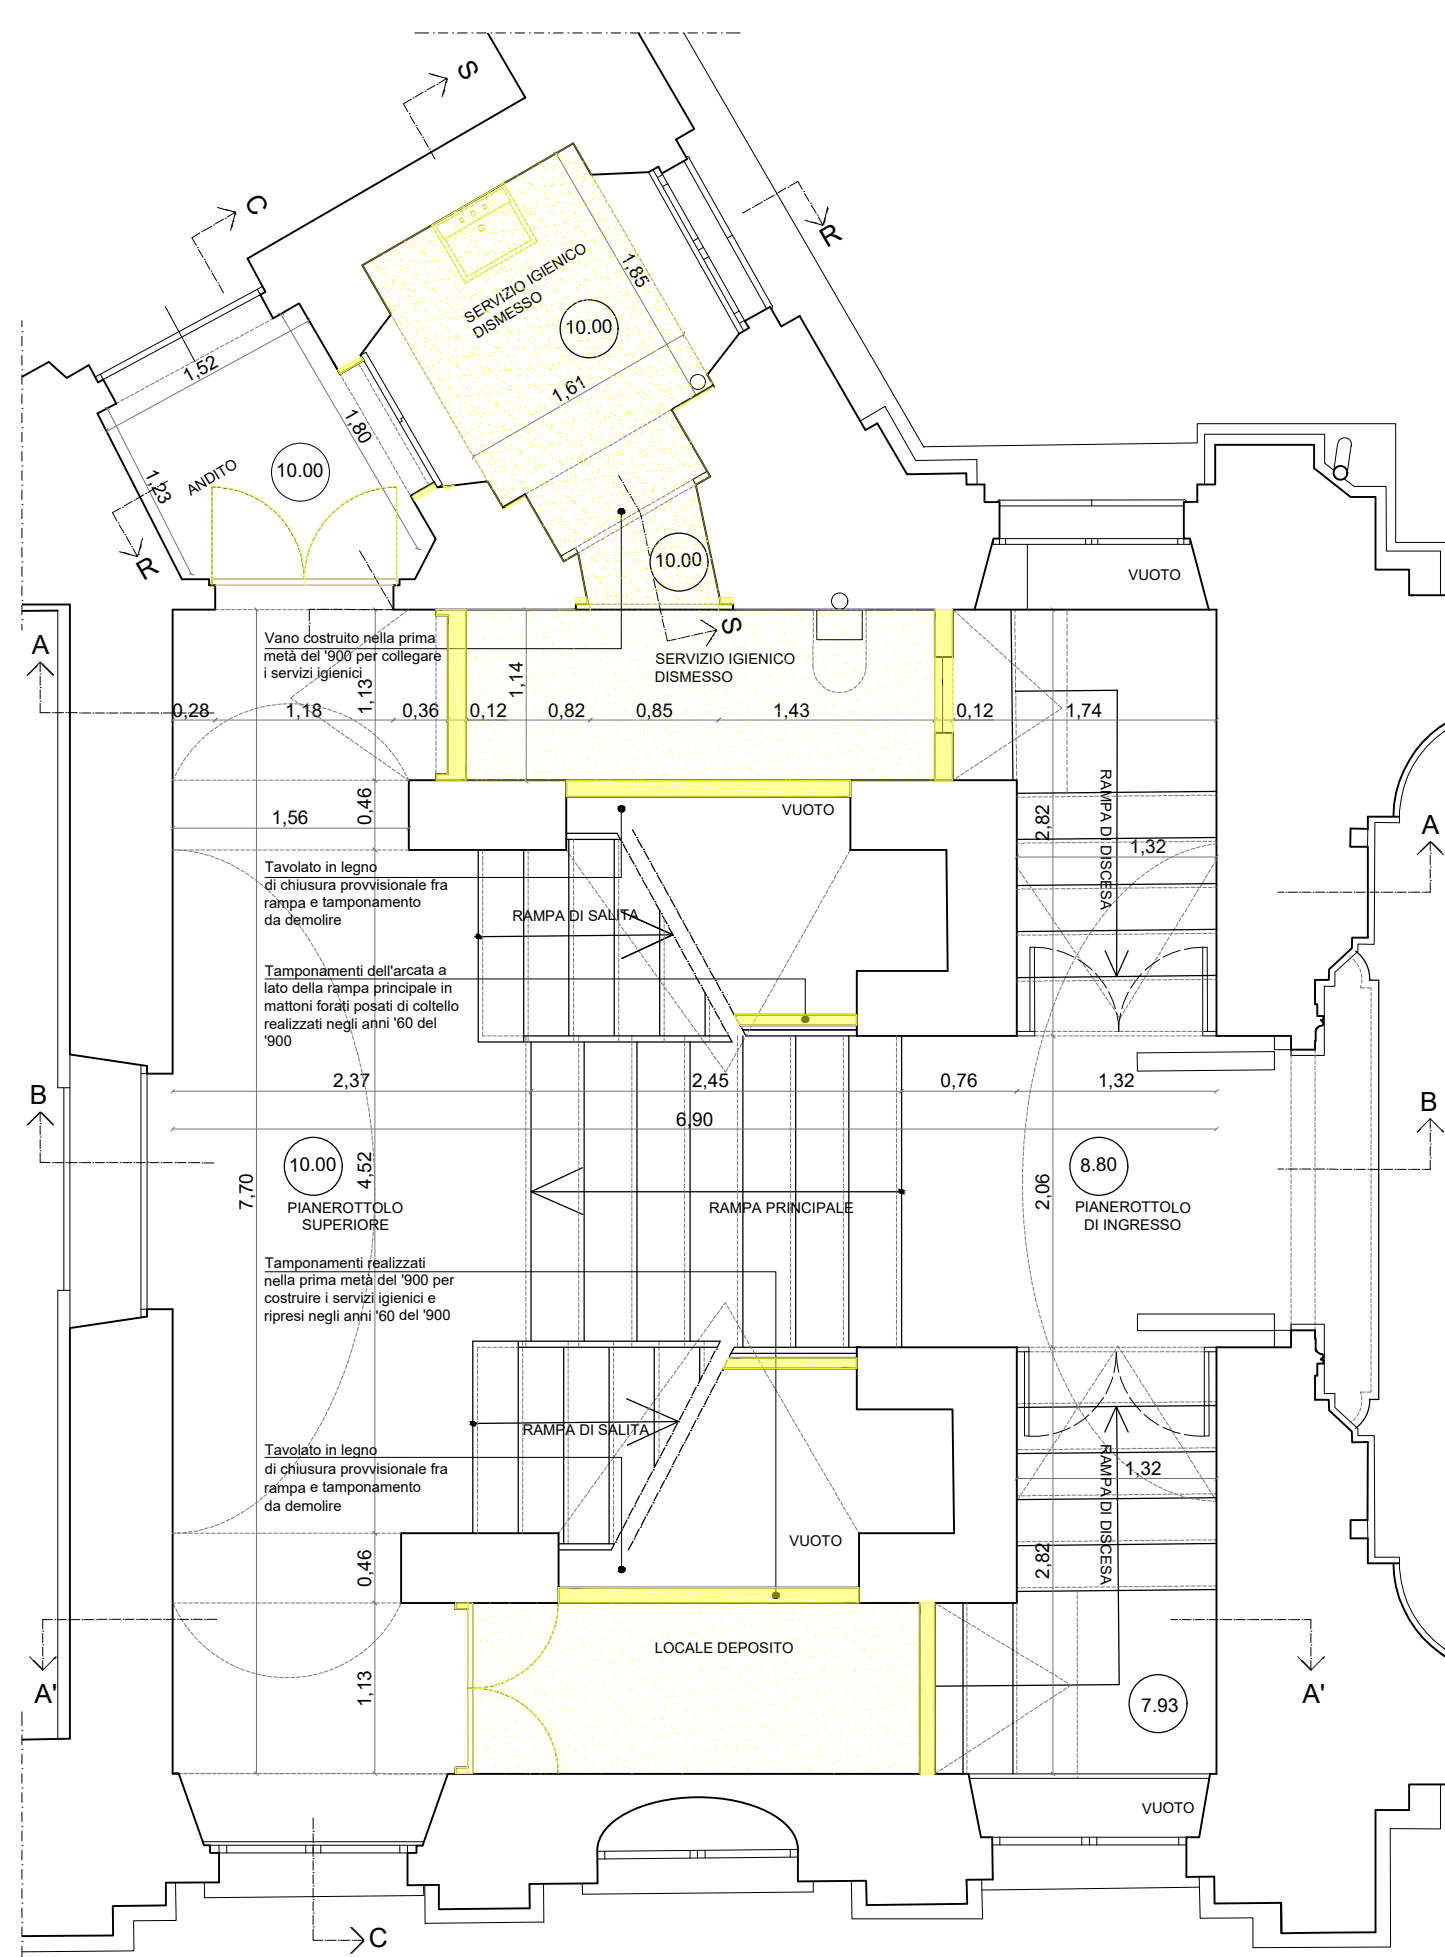 S
C
R
SERVIZIO IGIENICO
DISMESSO
10.00
1,85
1,61
1,52
1,80
1,23
ANDITO
10.00
R
10.00
VUOTO
A
Vano costruito nella prima
metà del '900 per collegare
i servizi igienici
1,13
1,14
S
SERVIZIO IGIENICO
DISMESSO
0,28
1,18
0,36
0,12
0,82
0,85
1,43
0,12
1,74
RAMPA DI DISCESA
0,46
1,56
VUOTO
2,82
1,32
A
Tavolato in legno
di chiusura provvisionale fra
rampa e tamponamento
da demolire
RAMPA DI SALITA
Tamponamenti dell'arcata a
lato della rampa principale in
mattoni forati posati di coltello
realizzati negli anni '60 del
'900
2,37
2,45
0,76
1,32
B
B
6,90
10.00
4,52
7,70
PIANEROTTOLO
SUPERIORE
RAMPA PRINCIPALE
2,06
8.80
PIANEROTTOLO
DI INGRESSO
Tamponamenti realizzati
nella prima metà del '900 per
costruire i servizi igienici e
ripresi negli anni '60 del '900
RAMPA DI SALITA
Tavolato in legno
di chiusura provvisionale fra
rampa e tamponamento
da demolire
1,32
RAMPA DI DISCESA
VUOTO
0,46
2,82
LOCALE DEPOSITO
1,13
A'
7.93
A'
VUOTO
C